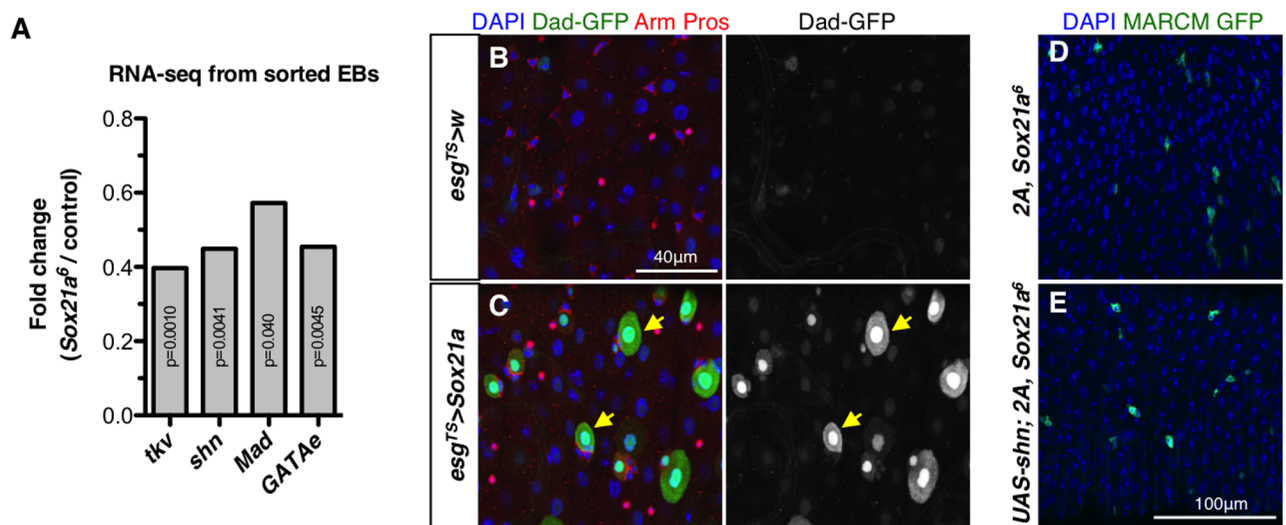 A
RNA-seq from sorted EBs
Fold change
(Sox21a⁶ / control)
0.8
0.6
0.4
0.2
0.0
p=0.0010
p=0.0041
p=0.040
p=0.0045
tkv
shn
Mad
GATAe
DAPI Dad-GFP Arm Pros
Dad-GFP
esgᵀˢ>w
B
40µm
esgᵀˢ>Sox21a
C
DAPI MARCM GFP
2A, Sox21a⁶
D
UAS-shn; 2A, Sox21a⁶
E
100µm